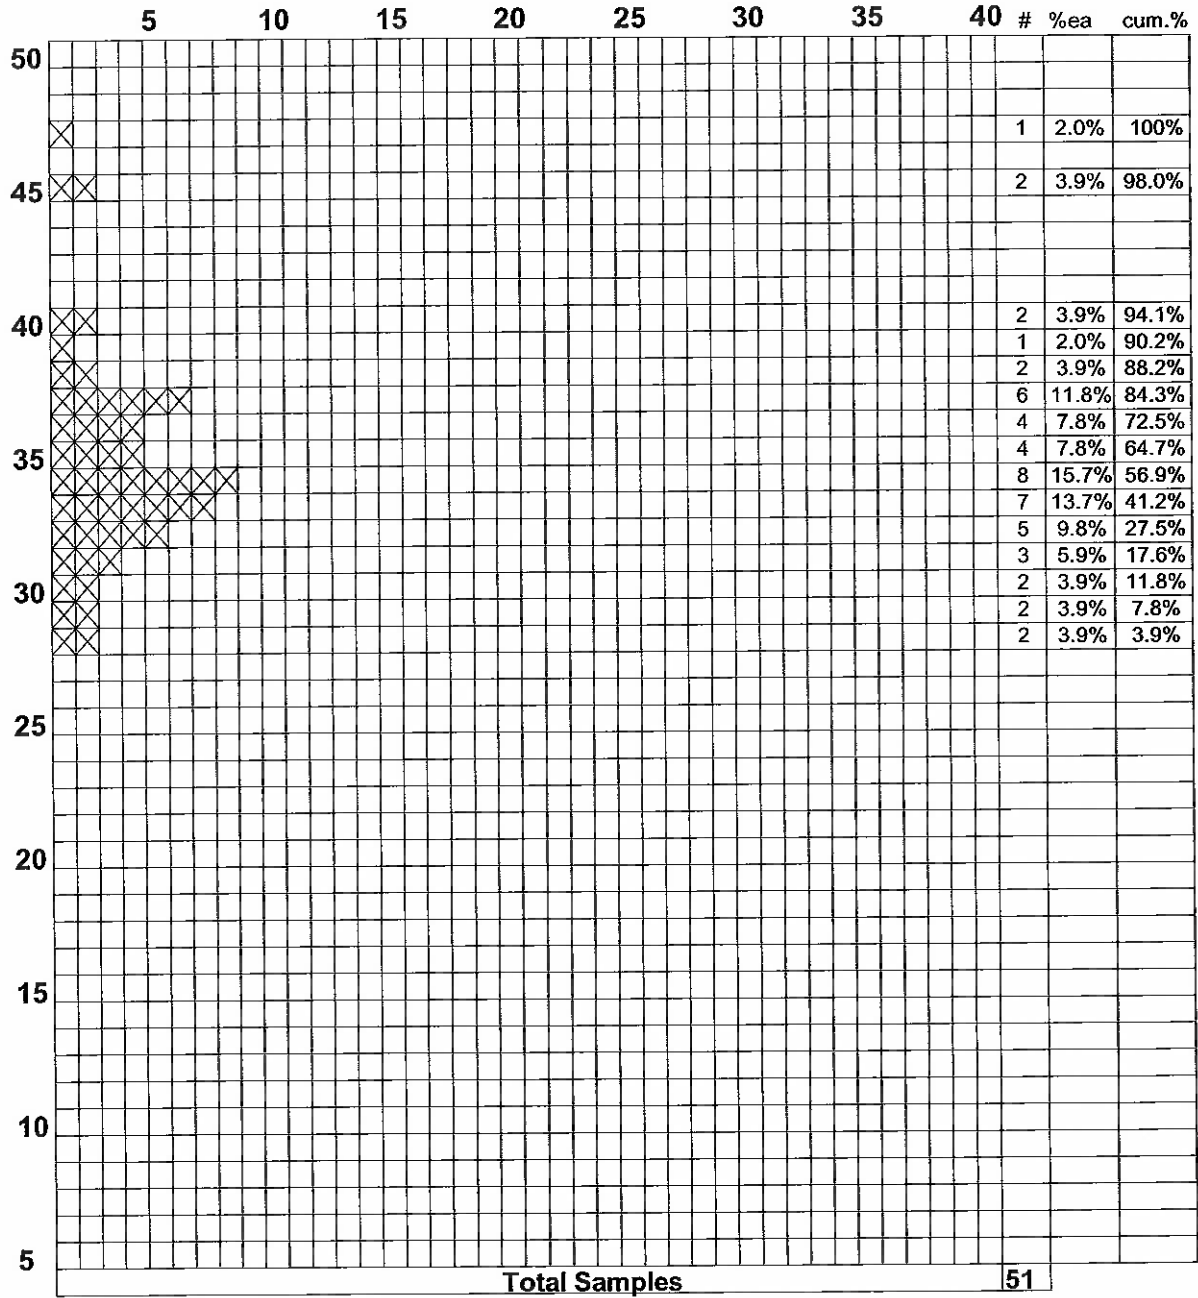 5 10 15 20 25 30 35 40 # %ea cum.%
50
1 2.0% 100%
45 2 3.9% 98.0%
40 2 3.9% 94.1%
1 2.0% 90.2%
2 3.9% 88.2%
6 11.8% 84.3%
4 7.8% 72.5%
35 4 7.8% 64.7%
8 15.7% 56.9%
7 13.7% 41.2%
5 9.8% 27.5%
3 5.9% 17.6%
30 2 3.9% 11.8%
2 3.9% 7.8%
2 3.9% 3.9%
25
20
15
10
5
Total Samples 51